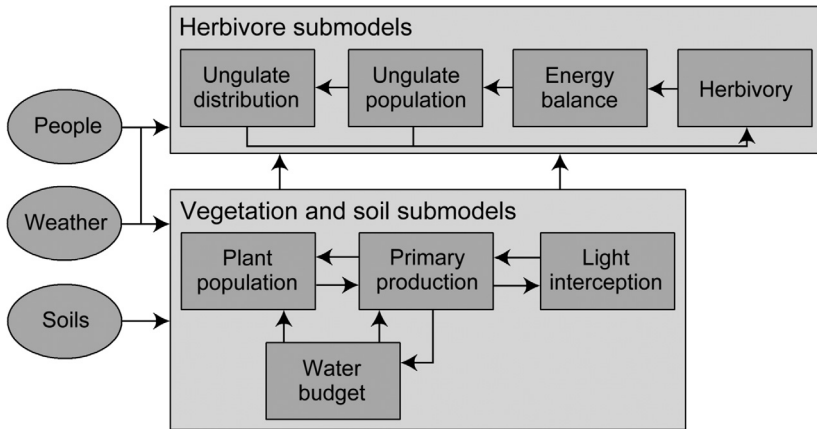 Herbivore submodels
Ungulate
distribution
Ungulate
population
Energy
balance
Herbivory
People
Weather
Soils
Vegetation and soil submodels
Plant
population
Primary
production
Light
interception
Water
budget